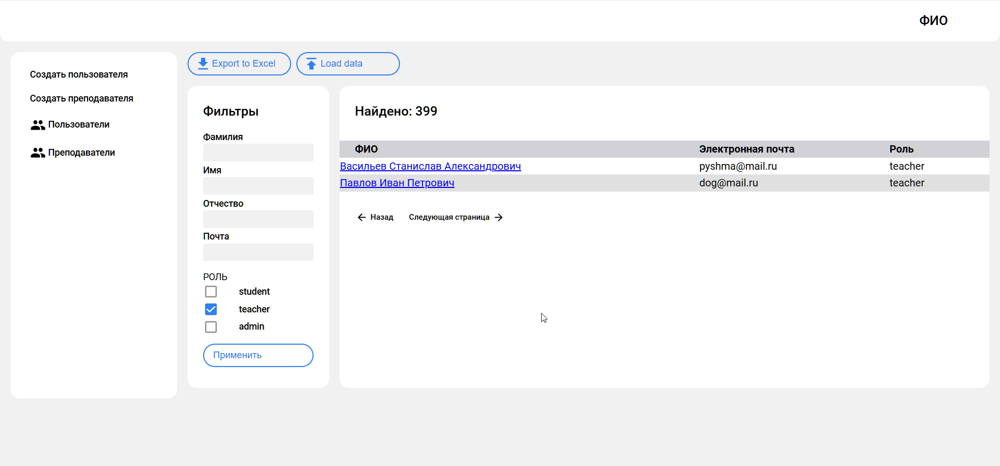 ФИО
Создать пользователя
Создать преподавателя
Пользователи
Преподаватели
Export to Excel
Load data
Фильтры
Фамилия
Имя
Отчество
Почта
РОЛЬ
student
teacher
admin
Применить
Найдено: 399
ФИО Электронная почта Роль
Васильев Станислав Александрович pyshma@mail.ru teacher
Павлов Иван Петрович dog@mail.ru teacher
Назад Следующая страница